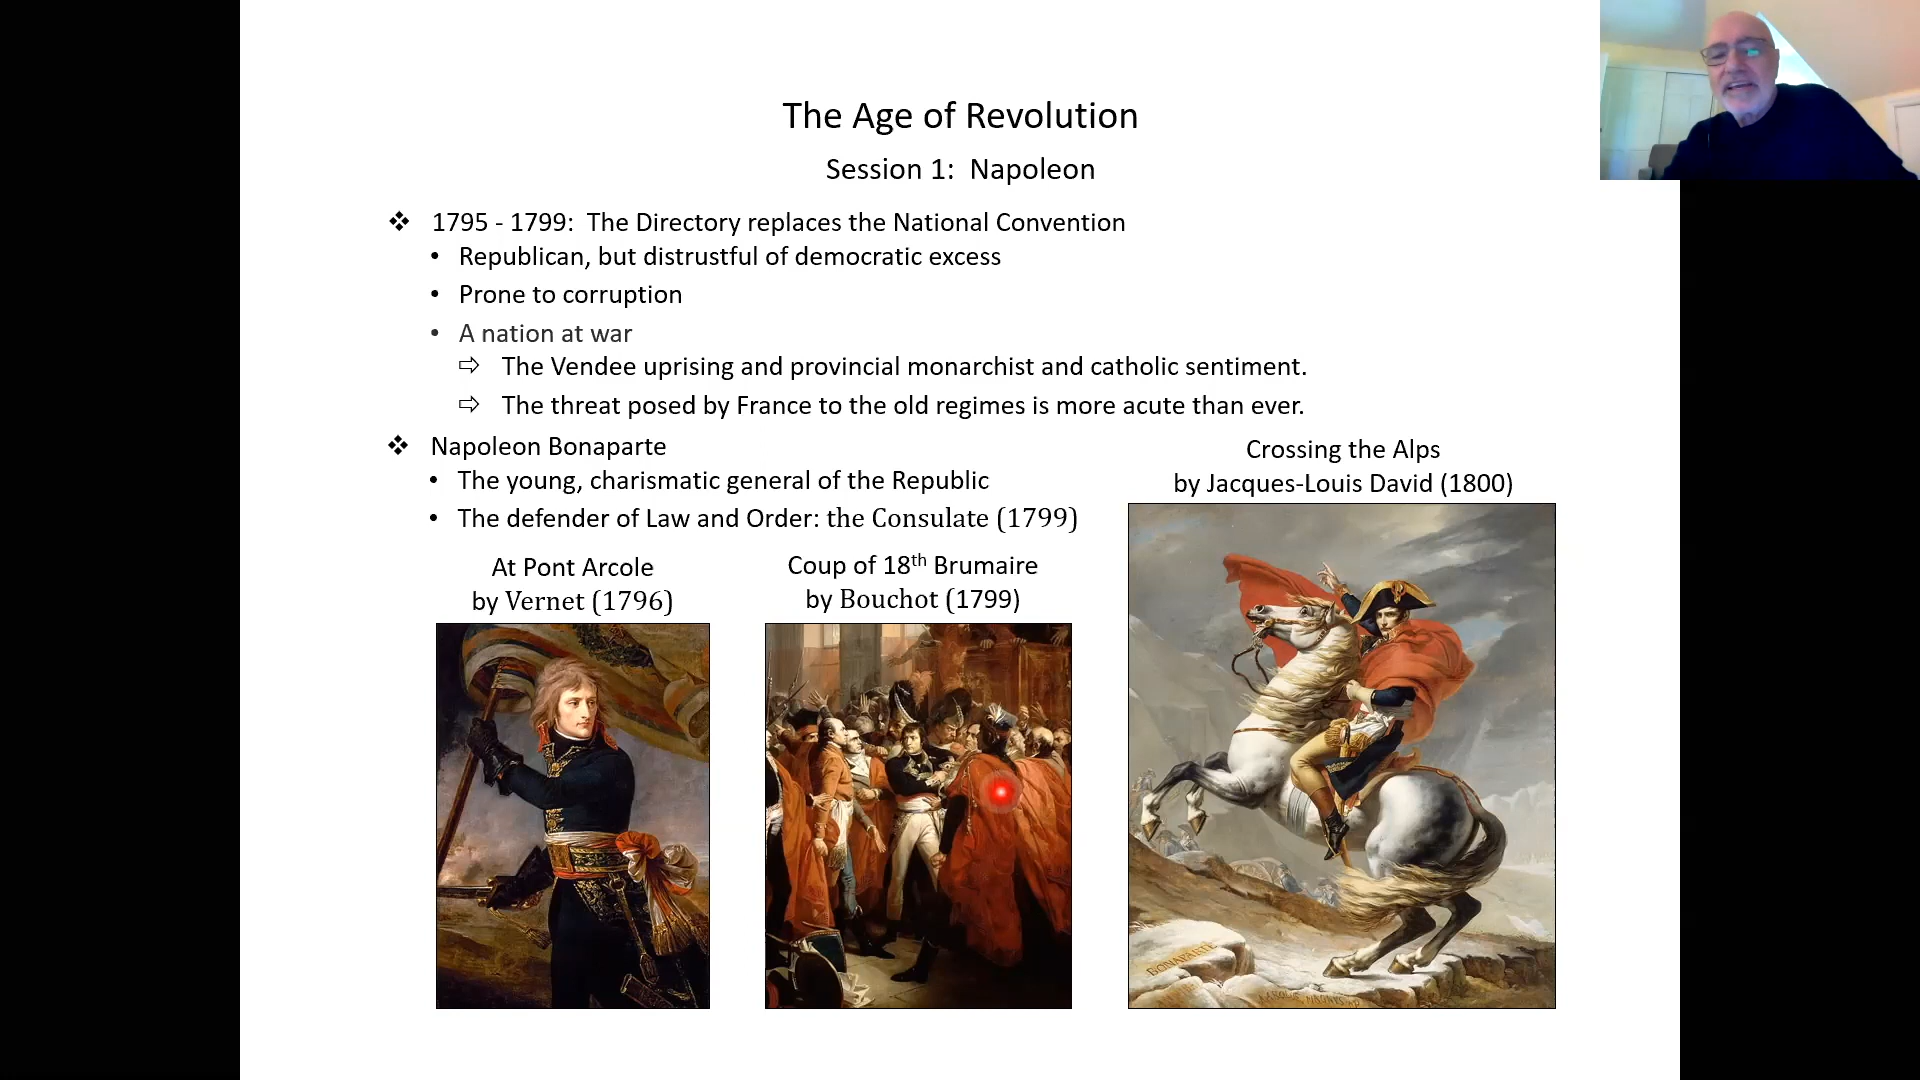 The Age of Revolution
Session 1: Napoleon
❖ 1795 - 1799: The Directory replaces the National Convention
• Republican, but distrustful of democratic excess
• Prone to corruption
• A nation at war
⇨ The Vendee uprising and provincial monarchist and catholic sentiment.
⇨ The threat posed by France to the old regimes is more acute than ever.
❖ Napoleon Bonaparte
• The young, charismatic general of the Republic
• The defender of Law and Order: the Consulate (1799)
At Pont Arcole
by Vernet (1796)
Coup of 18th Brumaire
by Bouchot (1799)
Crossing the Alps
by Jacques-Louis David (1800)
BONAPARTE